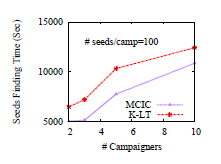 15000
10000
5000
Seeds Finding Time (Sec)
# seeds/camp=100
MCIC
K-LT
2 4 6 8 10
# Campaigners